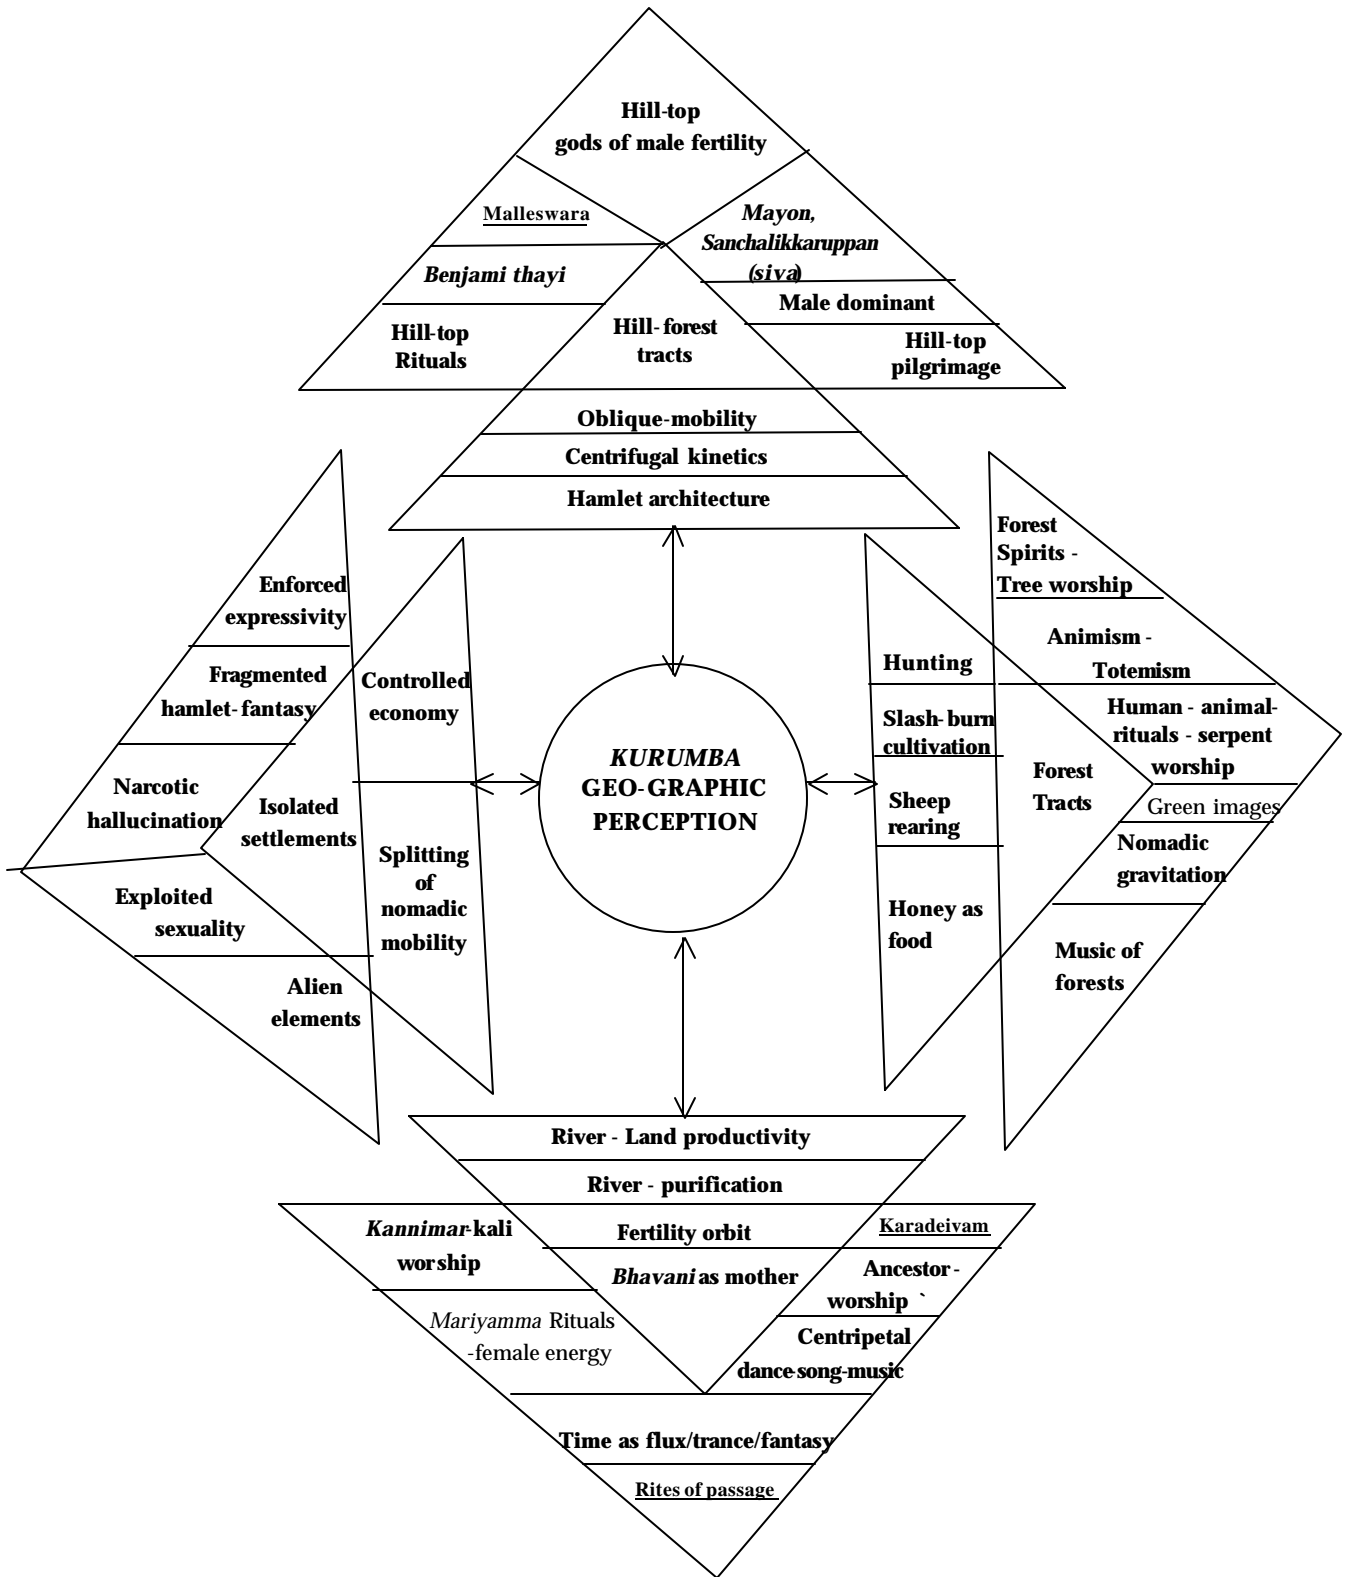 Hill-top
gods of male fertility
Malleswara
Mayon,
Sanchalikkaruppan
(siva)
Benjami thayi
Male dominant
Hill-top
Rituals
Hill-forest
tracts
Hill-top
pilgrimage
Oblique-mobility
Centrifugal kinetics
Hamlet architecture
Enforced
expressivity
Fragmented
hamlet-fantasy
Narcotic
hallucination
Exploited
sexuality
Alien
elements
Isolated
settlements
Controlled
economy
Splitting
of
nomadic
mobility
KURUMBA
GEO-GRAPHIC
PERCEPTION
Hunting
Slash-burn
cultivation
Sheep
rearing
Honey as
food
Forest
Tracts
Forest
Spirits -
Tree worship
Animism -
Totemism
Human - animal-
rituals - serpent
worship
Green images
Nomadic
gravitation
Music of
forests
River - Land productivity
River - purification
Fertility orbit
Bhavani as mother
Kannimar-kali
worship
Mariyamma Rituals
-female energy
Karadeivam
Ancestor-
worship `
Centripetal
dance-song-music
Time as flux/trance/fantasy
Rites of passage